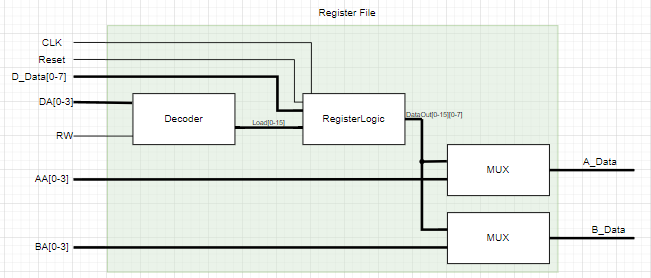 Register File
CLK
Reset
D_Data[0-7]
DA[0-3]
Decoder
Load[0-15]
RegisterLogic
DataOut[0-15][0-7]
RW
MUX
A_Data
AA[0-3]
MUX
B_Data
BA[0-3]